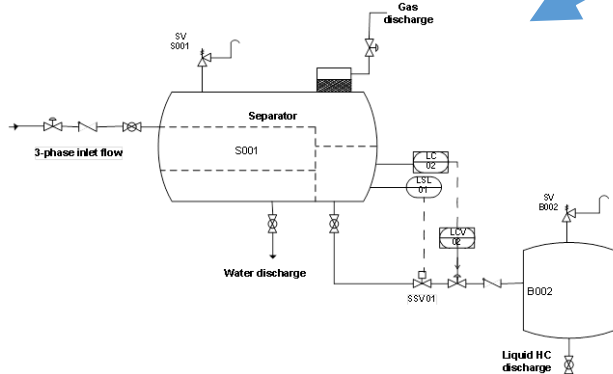 Gas
discharge
SV
S001
Separator
3-phase inlet flow
S001
LC
02
LSL
01
SV
B002
LCV
02
Water discharge
SSV01
B002
Liquid HC
discharge